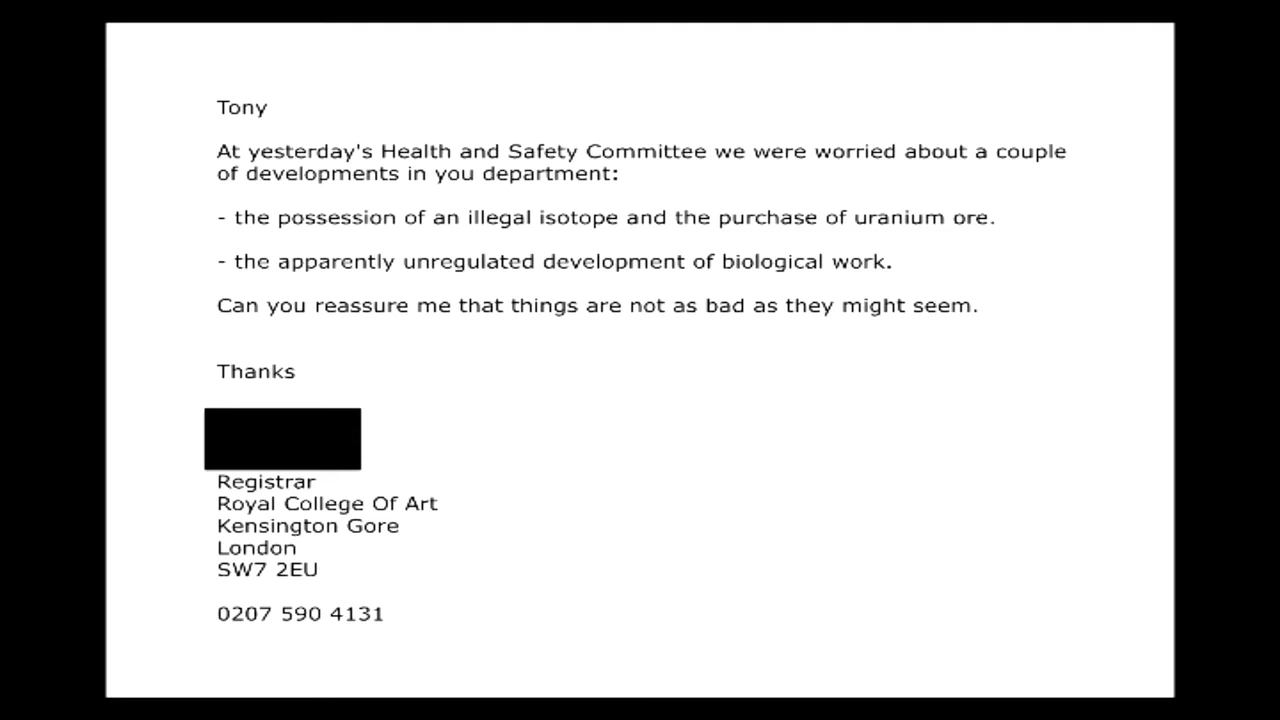 Tony
At yesterday's Health and Safety Committee we were worried about a couple
of developments in you department:
- the possession of an illegal isotope and the purchase of uranium ore.
- the apparently unregulated development of biological work.
Can you reassure me that things are not as bad as they might seem.
Thanks
Registrar
Royal College Of Art
Kensington Gore
London
SW7 2EU
0207 590 4131